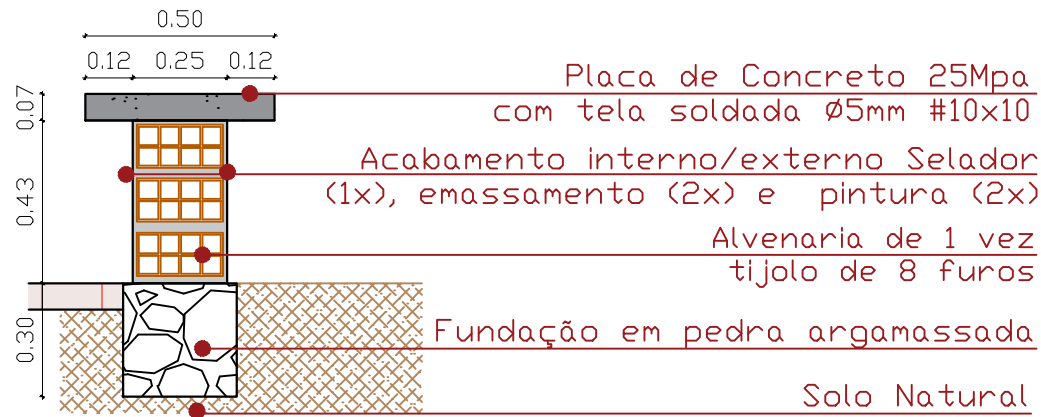 0.50
0.12 0.25 0.12
0.07
0.43
0.30
Placa de Concreto 25Mpa
com tela soldada Ø5mm #10x10
Acabamento interno/externo Selador
(1x), emassamento (2x) e pintura (2x)
Alvenaria de 1 vez
tijolo de 8 furos
Fundação em pedra argamassada
Solo Natural